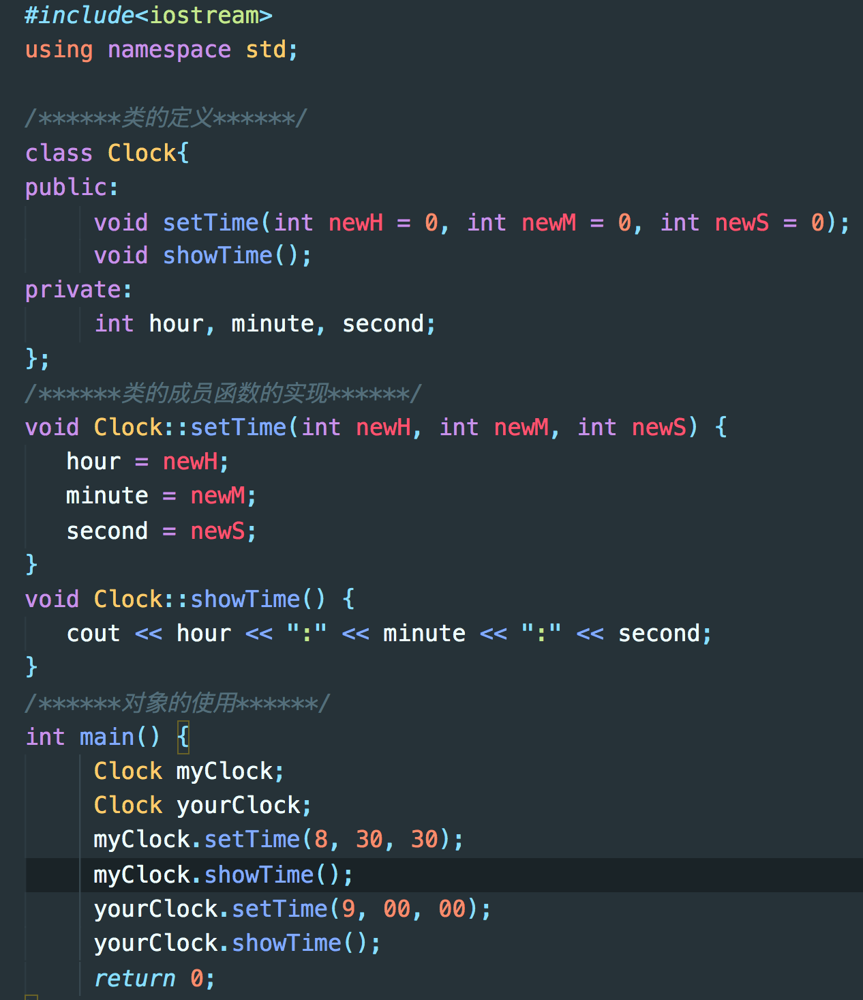 #include<iostream>
using namespace std;
/******类的定义******/
class Clock{
public:
void setTime(int newH = 0, int newM = 0, int newS = 0);
void showTime();
private:
int hour, minute, second;
};
/******类的成员函数的实现******/
void Clock::setTime(int newH, int newM, int newS) {
hour = newH;
minute = newM;
second = newS;
}
void Clock::showTime() {
cout << hour << ":" << minute << ":" << second;
}
/******对象的使用******/
int main() {
Clock myClock;
Clock yourClock;
myClock.setTime(8, 30, 30);
myClock.showTime();
yourClock.setTime(9, 00, 00);
yourClock.showTime();
return 0;